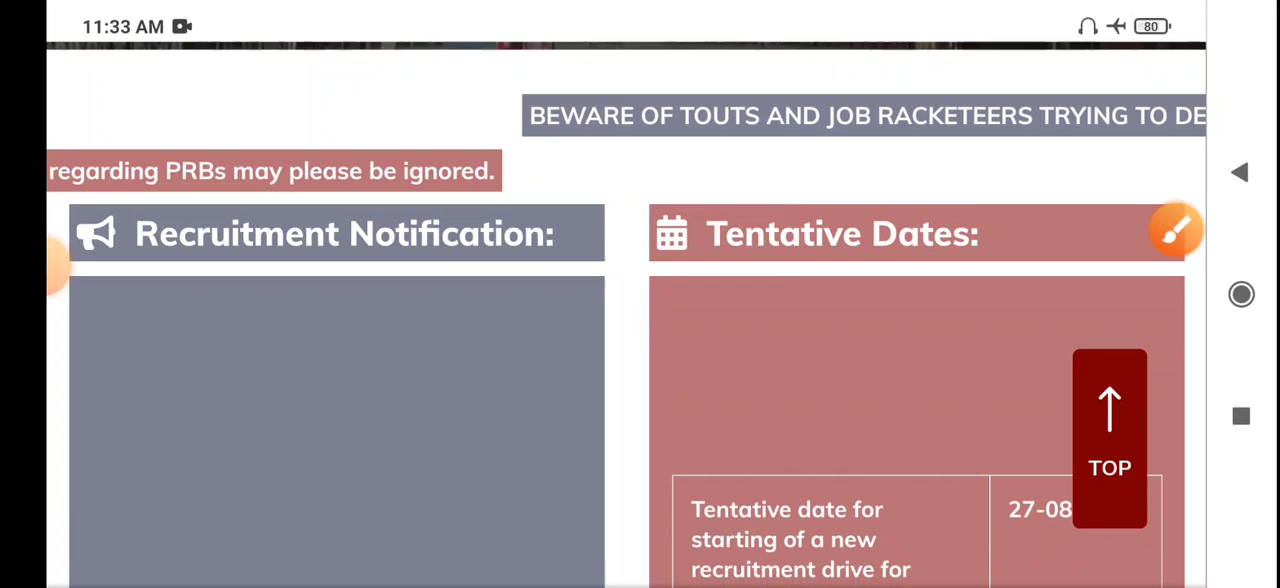 11:33 AM
80
BEWARE OF TOUTS AND JOB RACKETEERS TRYING TO DE
regarding PRBs may please be ignored.
Recruitment Notification:
Tentative Dates:
TOP
Tentative date for
starting of a new
recruitment drive for
27-08